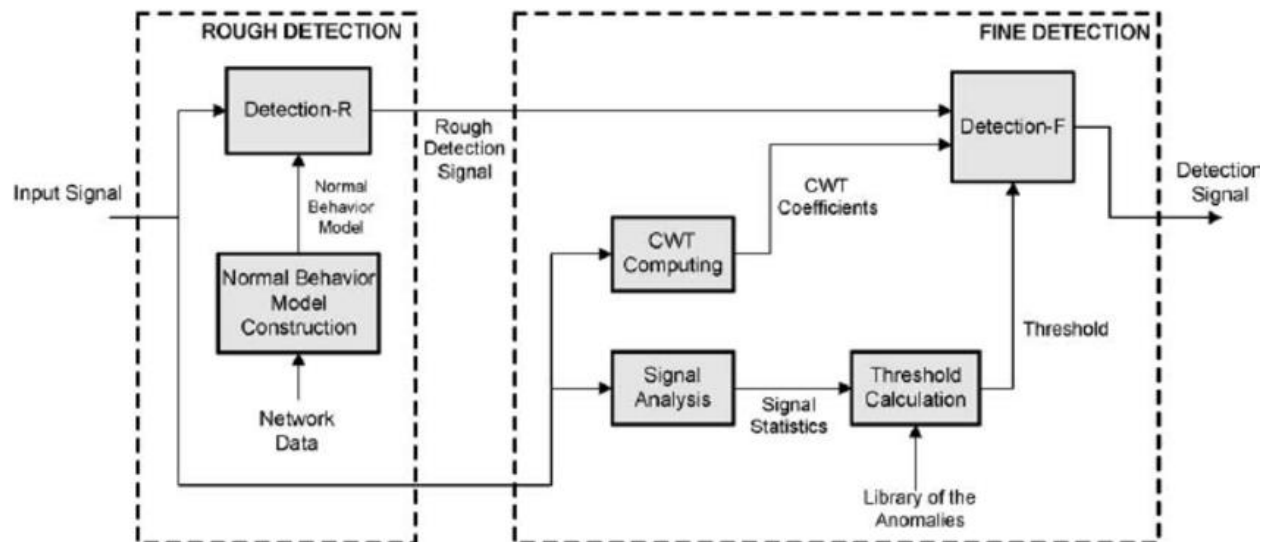 ROUGH DETECTION
Detection-R
Input Signal
Normal
Behavior
Model
Normal Behavior
Model
Construction
Network
Data
Rough
Detection
Signal
FINE DETECTION
Detection-F
CWT
Coefficients
CWT
Computing
Signal
Analysis
Signal
Statistics
Threshold
Calculation
Threshold
Library of the
Anomalies
Detection
Signal